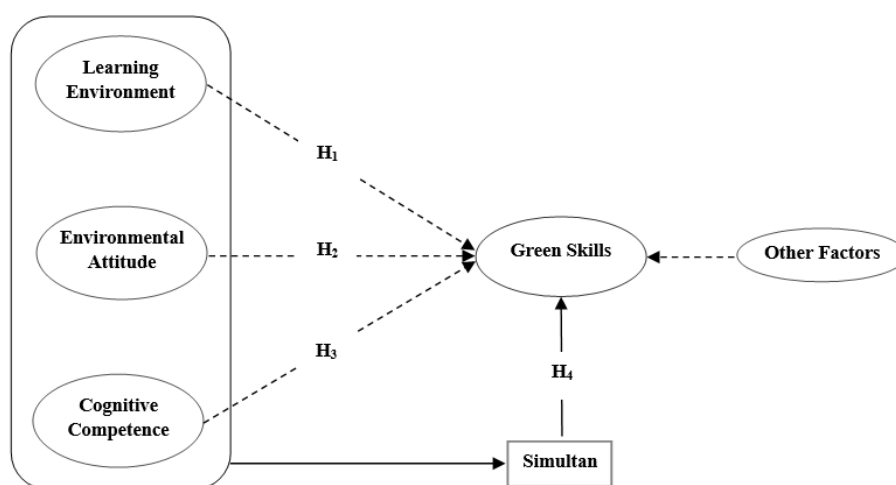 Learning
Environment
H₁
Environmental
Attitude
H₂
Green Skills
Other Factors
H₃
H₄
Cognitive
Competence
Simultan